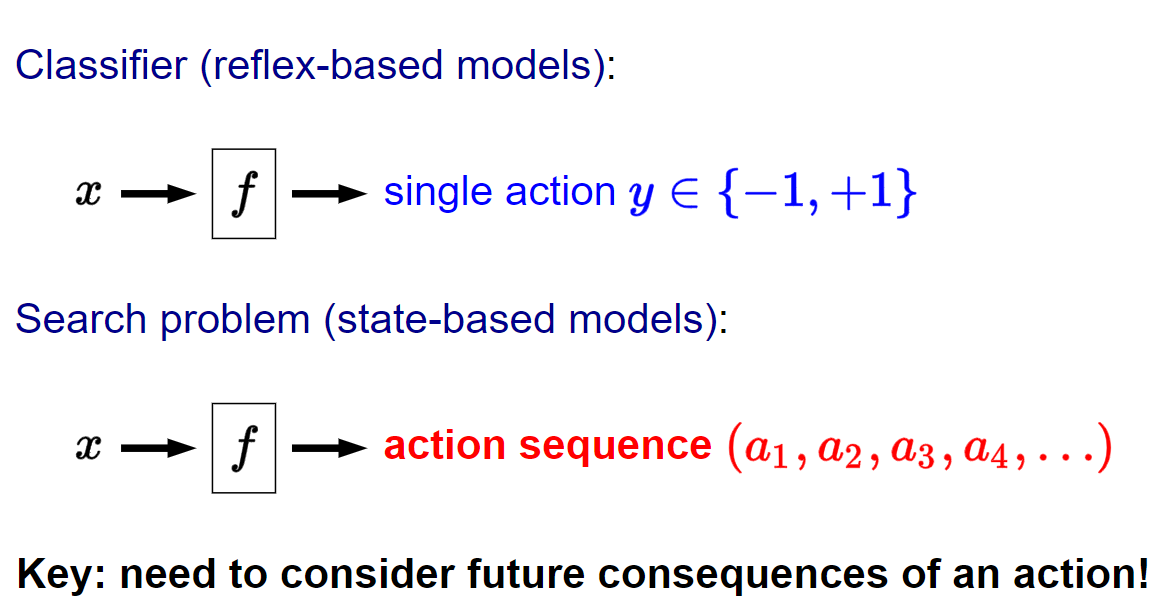 Classifier (reflex-based models):
x → f → single action y ∈ {−1, +1}
Search problem (state-based models):
x → f → action sequence (a₁, a₂, a₃, a₄, . . .)
Key: need to consider future consequences of an action!